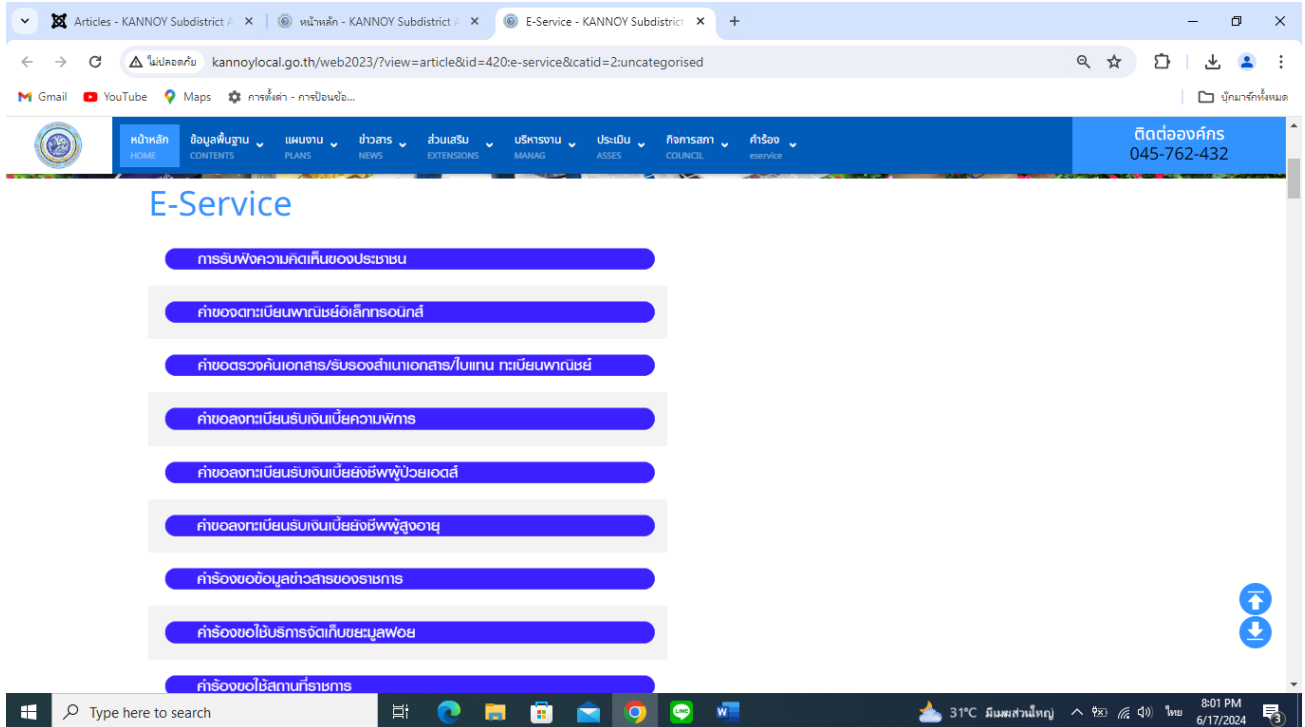 Articles - KANNOY Subdistrict A
หน้าหลัก - KANNOY Subdistrict A
E-Service - KANNOY Subdistrict
ไม่ปลอดภัย kannoylocal.go.th/web2023/?view=article&id=420:e-service&catid=2:uncategorised
Gmail YouTube Maps การตั้งค่า - การป้อนข้อ... บุ๊กมาร์กทั้งหมด
หน้าหลัก ข้อมูลพื้นฐาน แผนงาน ข่าวสาร ส่วนเสริม บริหารงาน ประเมิน กิจการสภา คำร้อง
HOME CONTENTS PLANS NEWS EXTENSIONS MANAG ASSES COUNCIL eservice
ติดต่อองค์กร
045-762-432
E-Service
การรับฟังความคิดเห็นของประชาชน
คำขอจดทะเบียนพาณิชย์อิเล็กทรอนิกส์
คำขอตรวจค้นเอกสาร/รับรองสำเนาเอกสาร/ใบแทน ทะเบียนพาณิชย์
คำขอลงทะเบียนรับเงินเบี้ยความพิการ
คำขอลงทะเบียนรับเงินเบี้ยยังชีพผู้ป่วยเอดส์
คำขอลงทะเบียนรับเงินเบี้ยยังชีพผู้สูงอายุ
คำร้องขอข้อมูลข่าวสารของราชการ
คำร้องขอใช้บริการจัดเก็บขยะมูลฟอย
คำร้องขอใช้สถานที่ราชการ
Type here to search
31°C มีเมฆส่วนใหญ่
ไทย
8:01 PM
6/17/2024
3